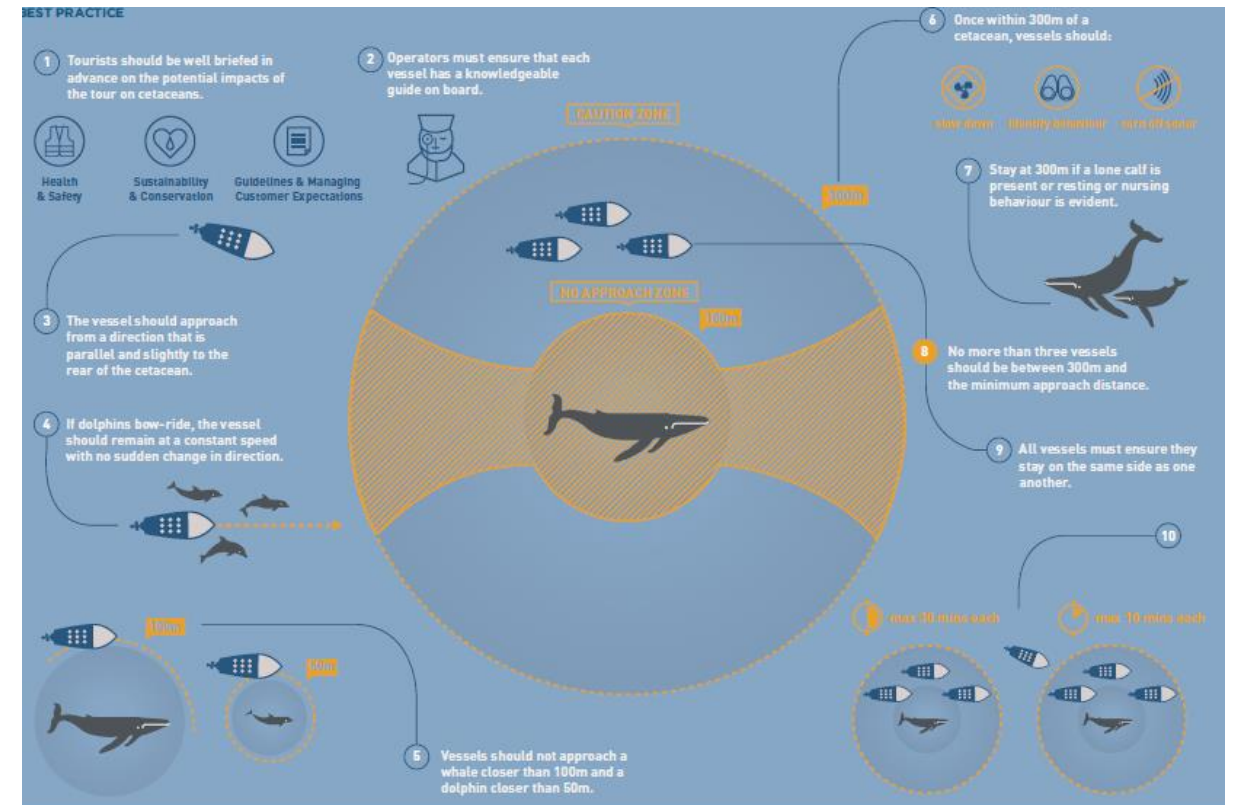 BEST PRACTICE
1
Tourists should be well briefed in
advance on the potential impacts of
the tour on cetaceans.
Health
& Safety
Sustainability
& Conservation
Guidelines & Managing
Customer Expectations
2
Operators must ensure that each
vessel has a knowledgeable
guide on board.
3
The vessel should approach
from a direction that is
parallel and slightly to the
rear of the cetacean.
4
If dolphins bow-ride, the vessel
should remain at a constant speed
with no sudden change in direction.
100m
50m
5
Vessels should not approach a
whale closer than 100m and a
dolphin closer than 50m.
CAUTION ZONE
300m
NO APPROACH ZONE
100m
6
Once within 300m of a
cetacean, vessels should:
slow down
identify behaviour
turn off sonar
7
Stay at 300m if a lone calf is
present or resting or nursing
behaviour is evident.
8
No more than three vessels
should be between 300m and
the minimum approach distance.
9
All vessels must ensure they
stay on the same side as one
another.
10
max 30 mins each
max 10 mins each